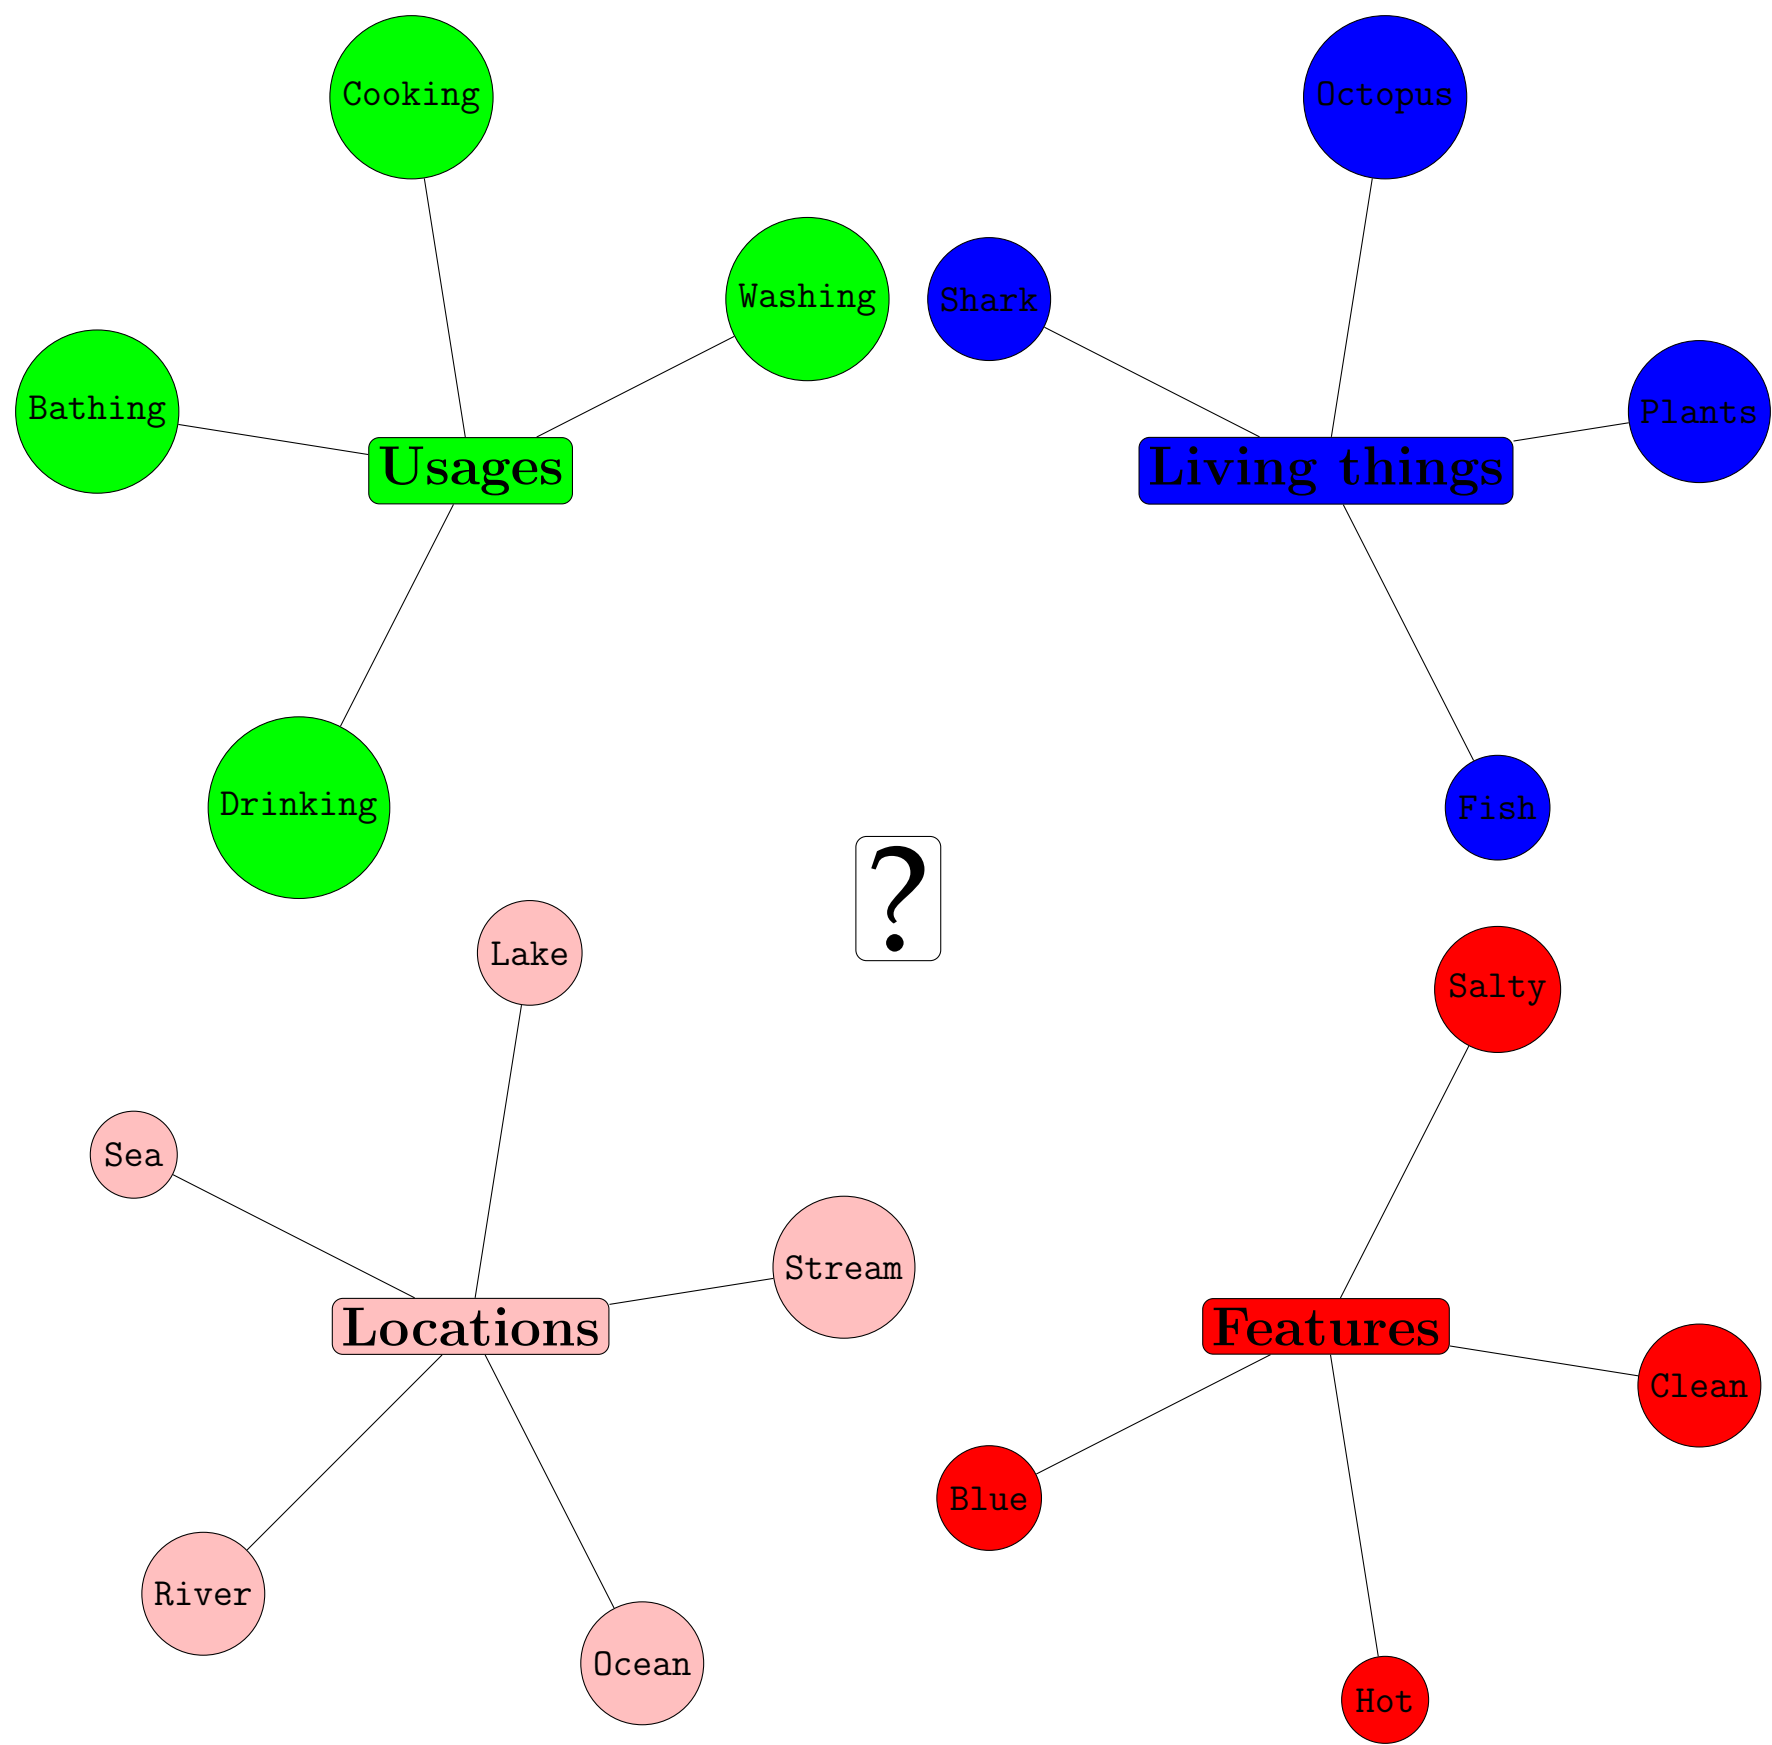 Cooking
Octopus
Washing
Shark
Bathing
Plants
Usages
Living things
Drinking
Fish
?
Lake
Salty
Sea
Stream
Locations
Features
Clean
Blue
River
Ocean
Hot